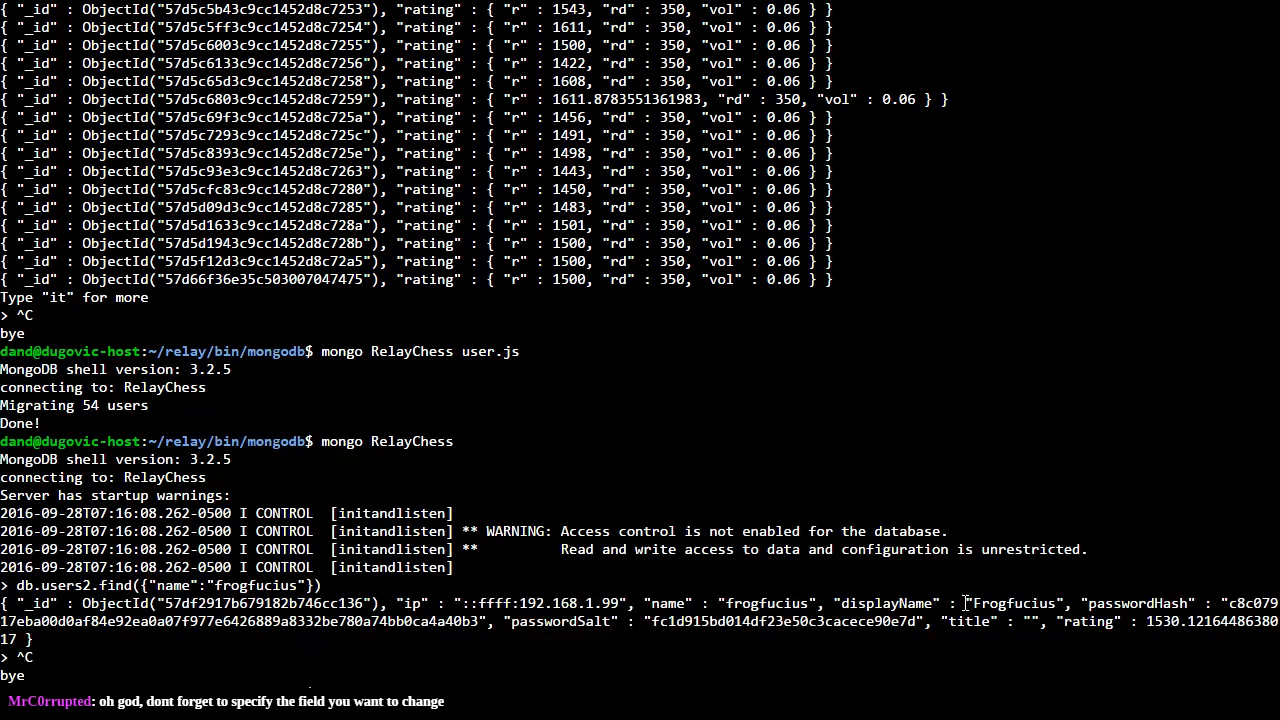 { "_id" : ObjectId("57d5c5b43c9cc1452d8c7253"), "rating" : { "r" : 1543, "rd" : 350, "vol" : 0.06 } }
{ "_id" : ObjectId("57d5c5ff3c9cc1452d8c7254"), "rating" : { "r" : 1611, "rd" : 350, "vol" : 0.06 } }
{ "_id" : ObjectId("57d5c6003c9cc1452d8c7255"), "rating" : { "r" : 1500, "rd" : 350, "vol" : 0.06 } }
{ "_id" : ObjectId("57d5c6133c9cc1452d8c7256"), "rating" : { "r" : 1422, "rd" : 350, "vol" : 0.06 } }
{ "_id" : ObjectId("57d5c65d3c9cc1452d8c7258"), "rating" : { "r" : 1608, "rd" : 350, "vol" : 0.06 } }
{ "_id" : ObjectId("57d5c6803c9cc1452d8c7259"), "rating" : { "r" : 1611.8783551361983, "rd" : 350, "vol" : 0.06 } }
{ "_id" : ObjectId("57d5c69f3c9cc1452d8c725a"), "rating" : { "r" : 1456, "rd" : 350, "vol" : 0.06 } }
{ "_id" : ObjectId("57d5c7293c9cc1452d8c725c"), "rating" : { "r" : 1491, "rd" : 350, "vol" : 0.06 } }
{ "_id" : ObjectId("57d5c8393c9cc1452d8c725e"), "rating" : { "r" : 1498, "rd" : 350, "vol" : 0.06 } }
{ "_id" : ObjectId("57d5c93e3c9cc1452d8c7263"), "rating" : { "r" : 1443, "rd" : 350, "vol" : 0.06 } }
{ "_id" : ObjectId("57d5cfc83c9cc1452d8c7280"), "rating" : { "r" : 1450, "rd" : 350, "vol" : 0.06 } }
{ "_id" : ObjectId("57d5d09d3c9cc1452d8c7285"), "rating" : { "r" : 1483, "rd" : 350, "vol" : 0.06 } }
{ "_id" : ObjectId("57d5d1633c9cc1452d8c728a"), "rating" : { "r" : 1501, "rd" : 350, "vol" : 0.06 } }
{ "_id" : ObjectId("57d5d1943c9cc1452d8c728b"), "rating" : { "r" : 1500, "rd" : 350, "vol" : 0.06 } }
{ "_id" : ObjectId("57d5f12d3c9cc1452d8c72a5"), "rating" : { "r" : 1500, "rd" : 350, "vol" : 0.06 } }
{ "_id" : ObjectId("57d66f36e35c503007047475"), "rating" : { "r" : 1500, "rd" : 350, "vol" : 0.06 } }
Type "it" for more
> ^C
bye
dand@dugovic-host:~/relay/bin/mongodb$ mongo RelayChess user.js
MongoDB shell version: 3.2.5
connecting to: RelayChess
Migrating 54 users
Done!
dand@dugovic-host:~/relay/bin/mongodb$ mongo RelayChess
MongoDB shell version: 3.2.5
connecting to: RelayChess
Server has startup warnings:
2016-09-28T07:16:08.262-0500 I CONTROL  [initandlisten]
2016-09-28T07:16:08.262-0500 I CONTROL  [initandlisten] ** WARNING: Access control is not enabled for the database.
2016-09-28T07:16:08.262-0500 I CONTROL  [initandlisten] **          Read and write access to data and configuration is unrestricted.
2016-09-28T07:16:08.262-0500 I CONTROL  [initandlisten]
> db.users2.find({"name":"frogfucius"})
{ "_id" : ObjectId("57df2917b679182b746cc136"), "ip" : "::ffff:192.168.1.99", "name" : "frogfucius", "displayName" : "Frogfucius", "passwordHash" : "c8c079
17eba00d0af84e92ea0a07f977e6426889a8332be780a74bb0ca4a40b3", "passwordSalt" : "fc1d915bd014df23e50c3cacece90e7d", "title" : "", "rating" : 1530.12164486380
17 }
> ^C
bye
MrC0rrupted: oh god, dont forget to specify the field you want to change